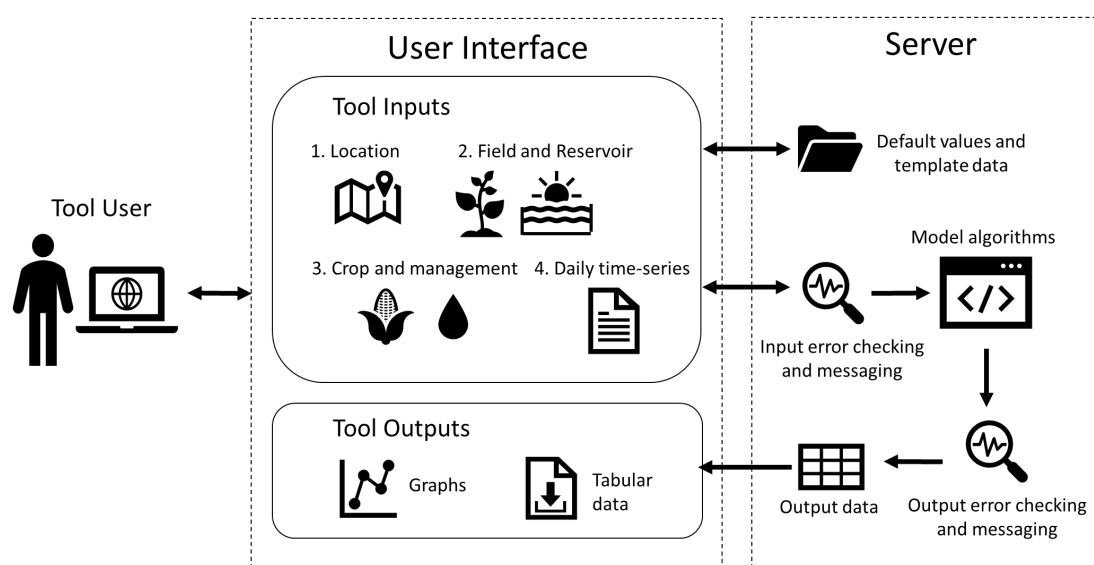 User Interface
Server
Tool Inputs
1. Location
2. Field and Reservoir
Default values and
template data
Tool User
Model algorithms
3. Crop and management
4. Daily time-series
Input error checking
and messaging
Tool Outputs
Graphs
Tabular
data
Output data
Output error checking
and messaging